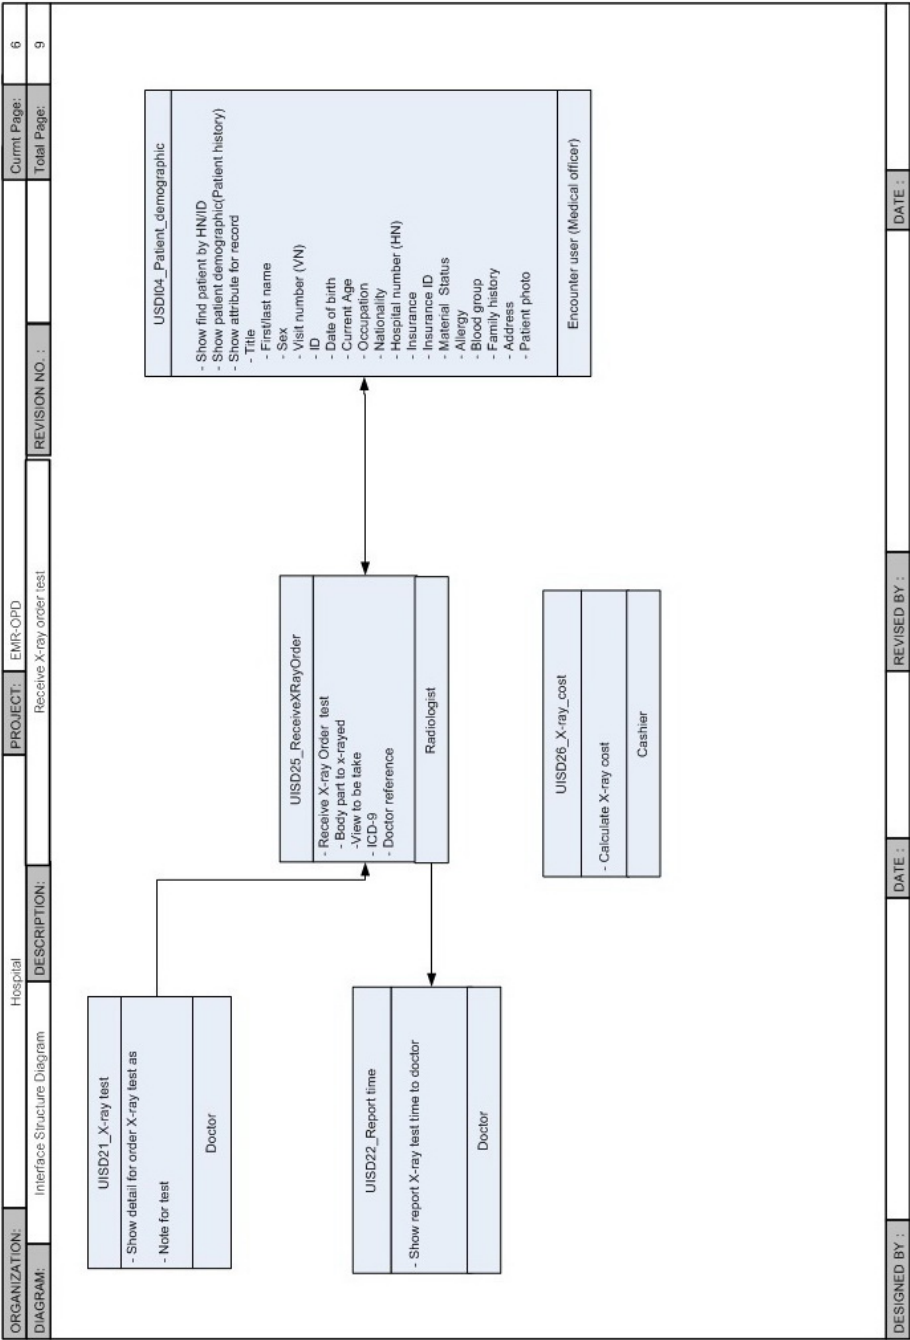 ORGANIZATION: Hospital PROJECT: EMR-OPD Currnt Page: 6
DIAGRAM: Interface Structure Diagram DESCRIPTION: Receive X-ray order test REVISION NO. : Total Page: 9
UISD21_X-ray test
- Show detail for order X-ray test as
- Note for test
Doctor
UISD25_ReceiveXRayOrder
- Receive X-ray Order test
- Body part to x-rayed
-View to be take
- ICD-9
- Doctor reference
Radiologist
USDI04_Patient_demographic
- Show find patient by HN/ID
- Show patient demographic(Patient history)
- Show attribute for record
- Title
- First/last name
- Sex
- Visit number (VN)
- ID
- Date of birth
- Current Age
- Occupation
- Nationality
- Hospital number (HN)
- Insurance
- Insurance ID
- Material Status
- Allergy
- Blood group
- Family history
- Address
- Patient photo
Encounter user (Medical officer)
UISD22_Report time
- Show report X-ray test time to doctor
Doctor
UISD26_X-ray_cost
- Calculate X-ray cost
Cashier
DESIGNED BY : DATE : REVISED BY : DATE :